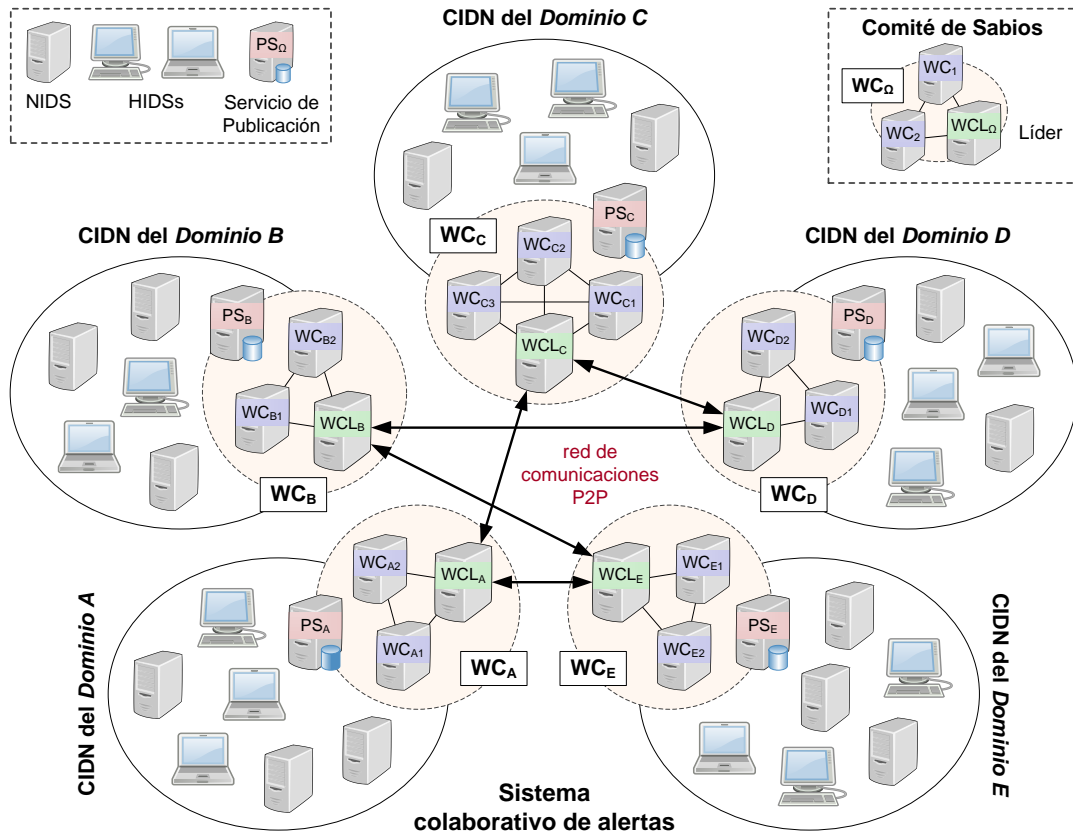 CIDN del Dominio C
NIDS
HIDSs
PSΩ
Servicio de
Publicación
Comité de Sabios
WCΩ
WC1
WC2
WCLΩ
Líder
CIDN del Dominio B
WCC
PSC
WCC2
WCC3
WCC1
WCLC
CIDN del Dominio D
PSB
WCB2
WCB1
WCLB
WCB
PSD
WCD2
WCD1
WCLD
WCD
red de
comunicaciones
P2P
CIDN del Dominio A
WCA2
WCLA
PSA
WCA1
WCA
WCLE
WCE1
PSE
WCE2
WCE
CIDN del Dominio E
Sistema
colaborativo de alertas